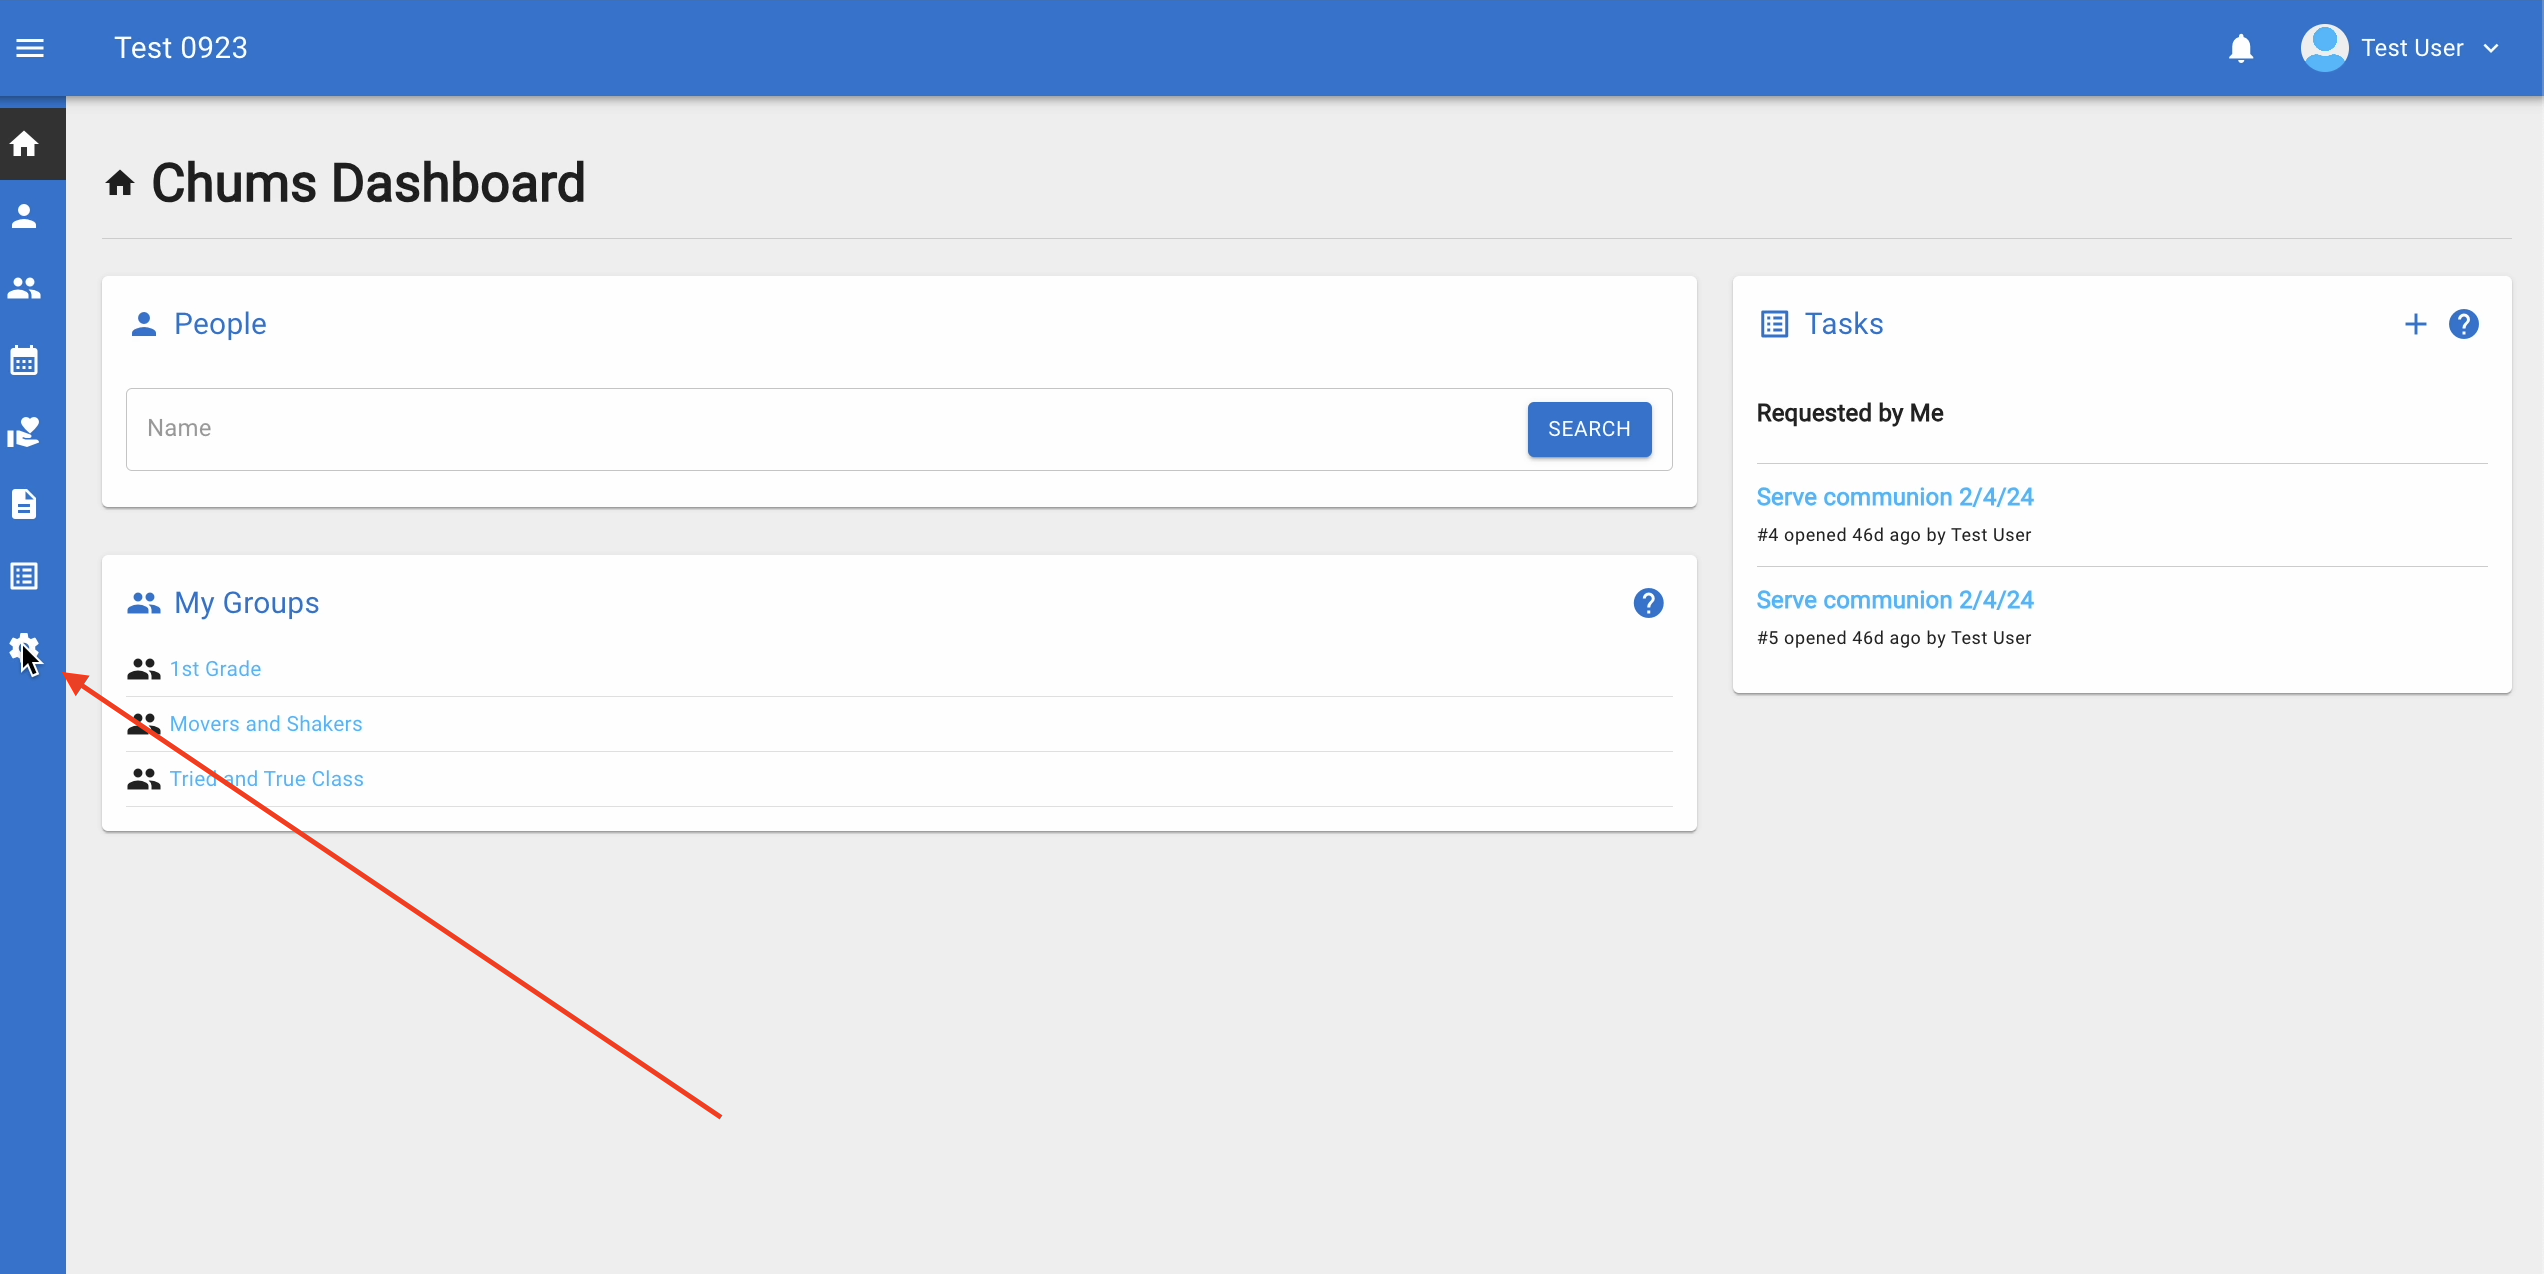 Test 0923
Test User
Chums Dashboard
People
Name
SEARCH
My Groups
1st Grade
Movers and Shakers
Tried and True Class
Tasks
Requested by Me
Serve communion 2/4/24
#4 opened 46d ago by Test User
Serve communion 2/4/24
#5 opened 46d ago by Test User